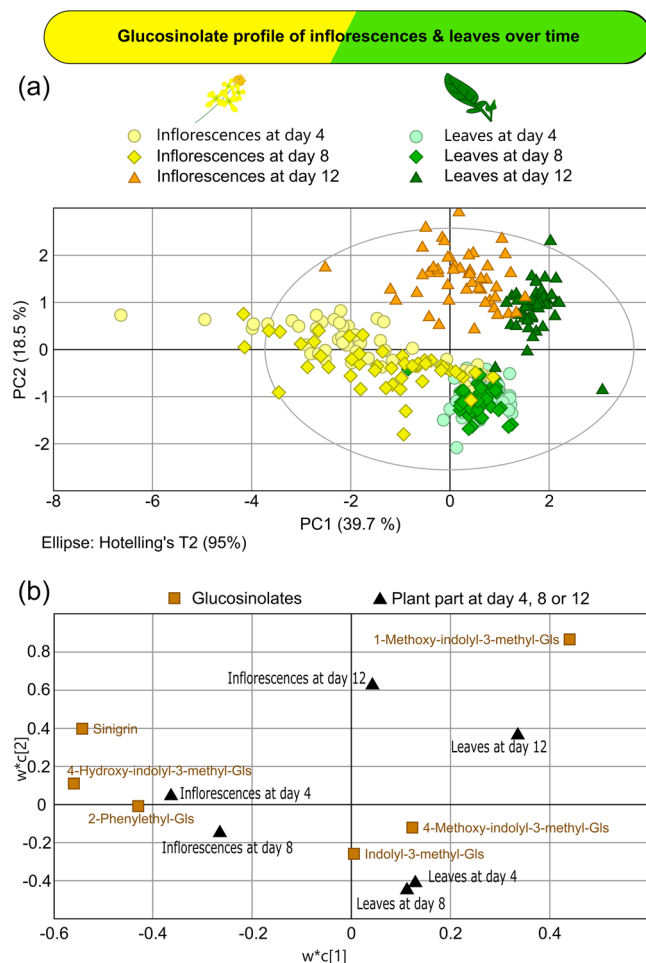 Glucosinolate profile of inflorescences & leaves over time
(a)
Inflorescences at day 4
Inflorescences at day 8
Inflorescences at day 12
Leaves at day 4
Leaves at day 8
Leaves at day 12
2
1
0
-1
-2
PC2 (18.5 %)
-8 -6 -4 -2 0 2
PC1 (39.7 %)
Ellipse: Hotelling's T2 (95%)
(b)
Glucosinolates
Plant part at day 4, 8 or 12
0.8
0.6
0.4
0.2
0
-0.2
-0.4
w*c[2]
1-Methoxy-indolyl-3-methyl-Gls
Inflorescences at day 12
Sinigrin
Leaves at day 12
4-Hydroxy-indolyl-3-methyl-Gls
Inflorescences at day 4
2-Phenylethyl-Gls
4-Methoxy-indolyl-3-methyl-Gls
Inflorescences at day 8
Indolyl-3-methyl-Gls
Leaves at day 4
Leaves at day 8
-0.6 -0.4 -0.2 0 0.2 0.4
w*c[1]